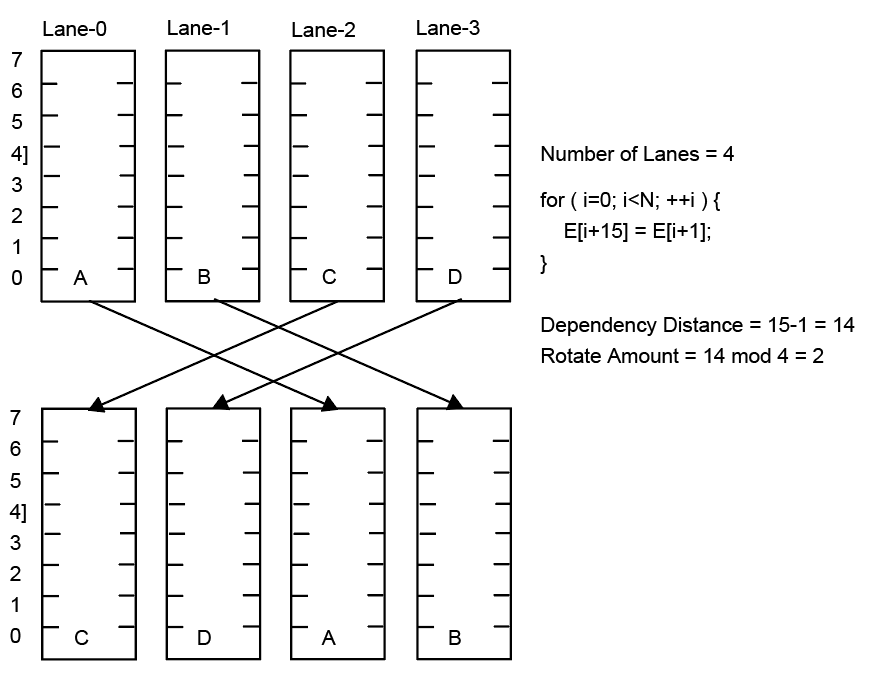 Lane-0 Lane-1 Lane-2 Lane-3
7
6
5
4]
3
2
1
0 A B C D
Number of Lanes = 4
for ( i=0; i<N; ++i ) {
E[i+15] = E[i+1];
}
Dependency Distance = 15-1 = 14
Rotate Amount = 14 mod 4 = 2
7
6
5
4]
3
2
1
0 C D A B